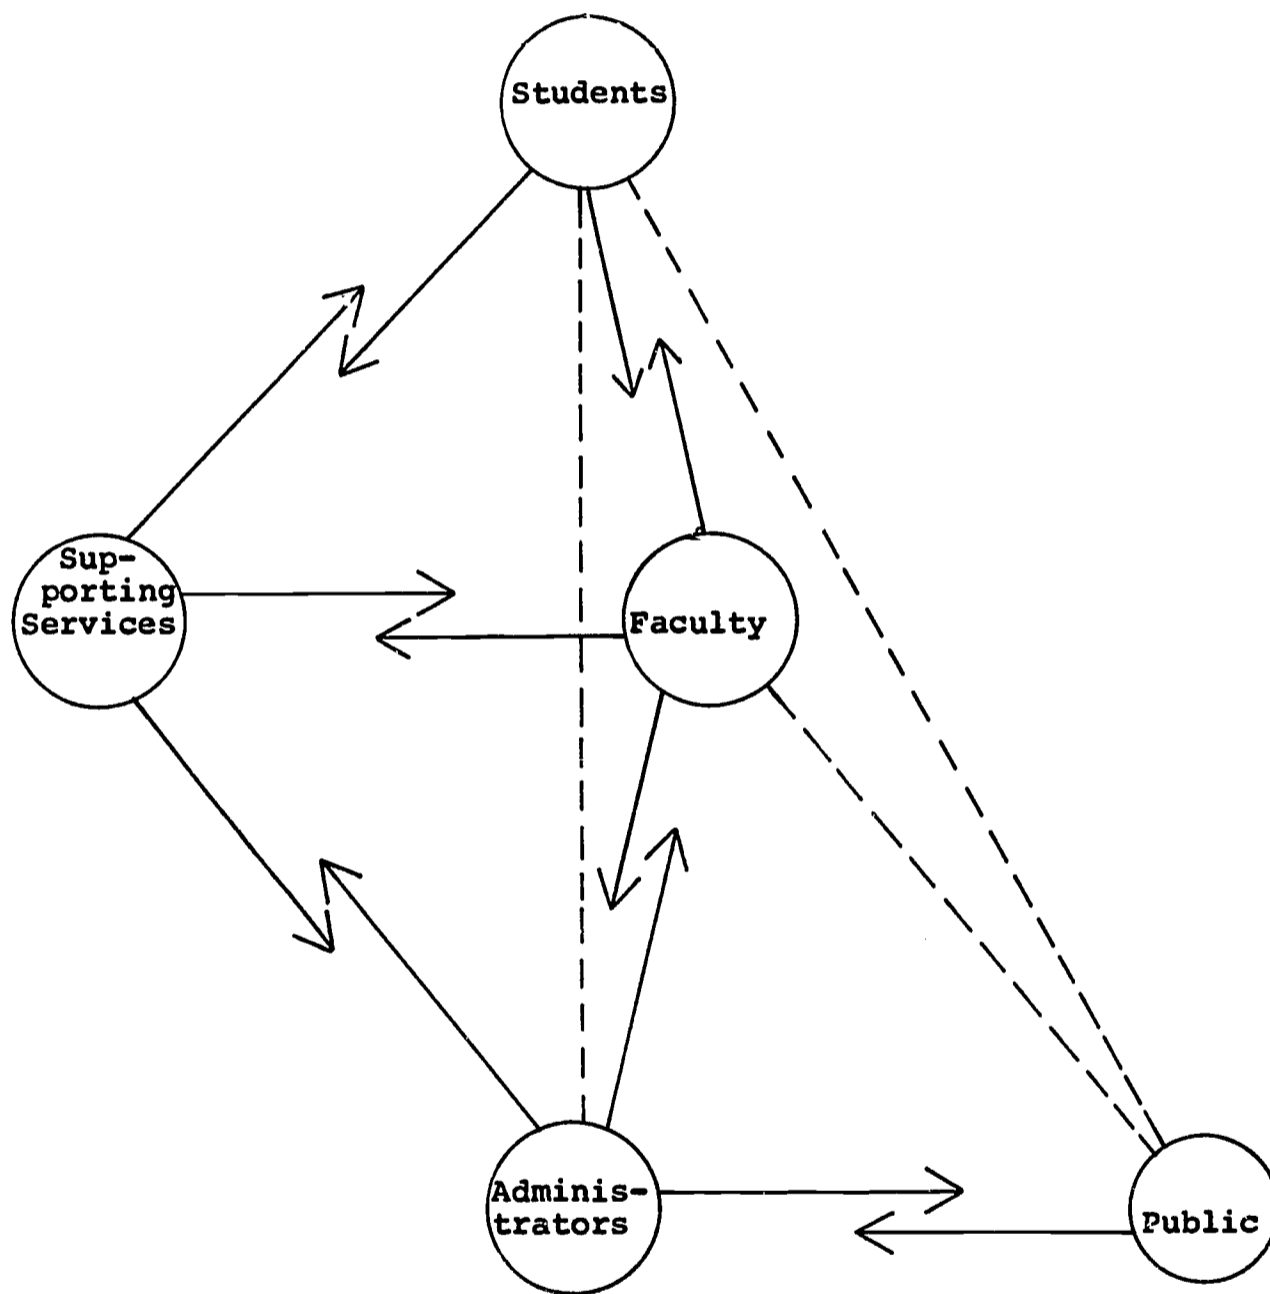 Students
Sup-
porting
Services
Faculty
Adminis-
trators
Public